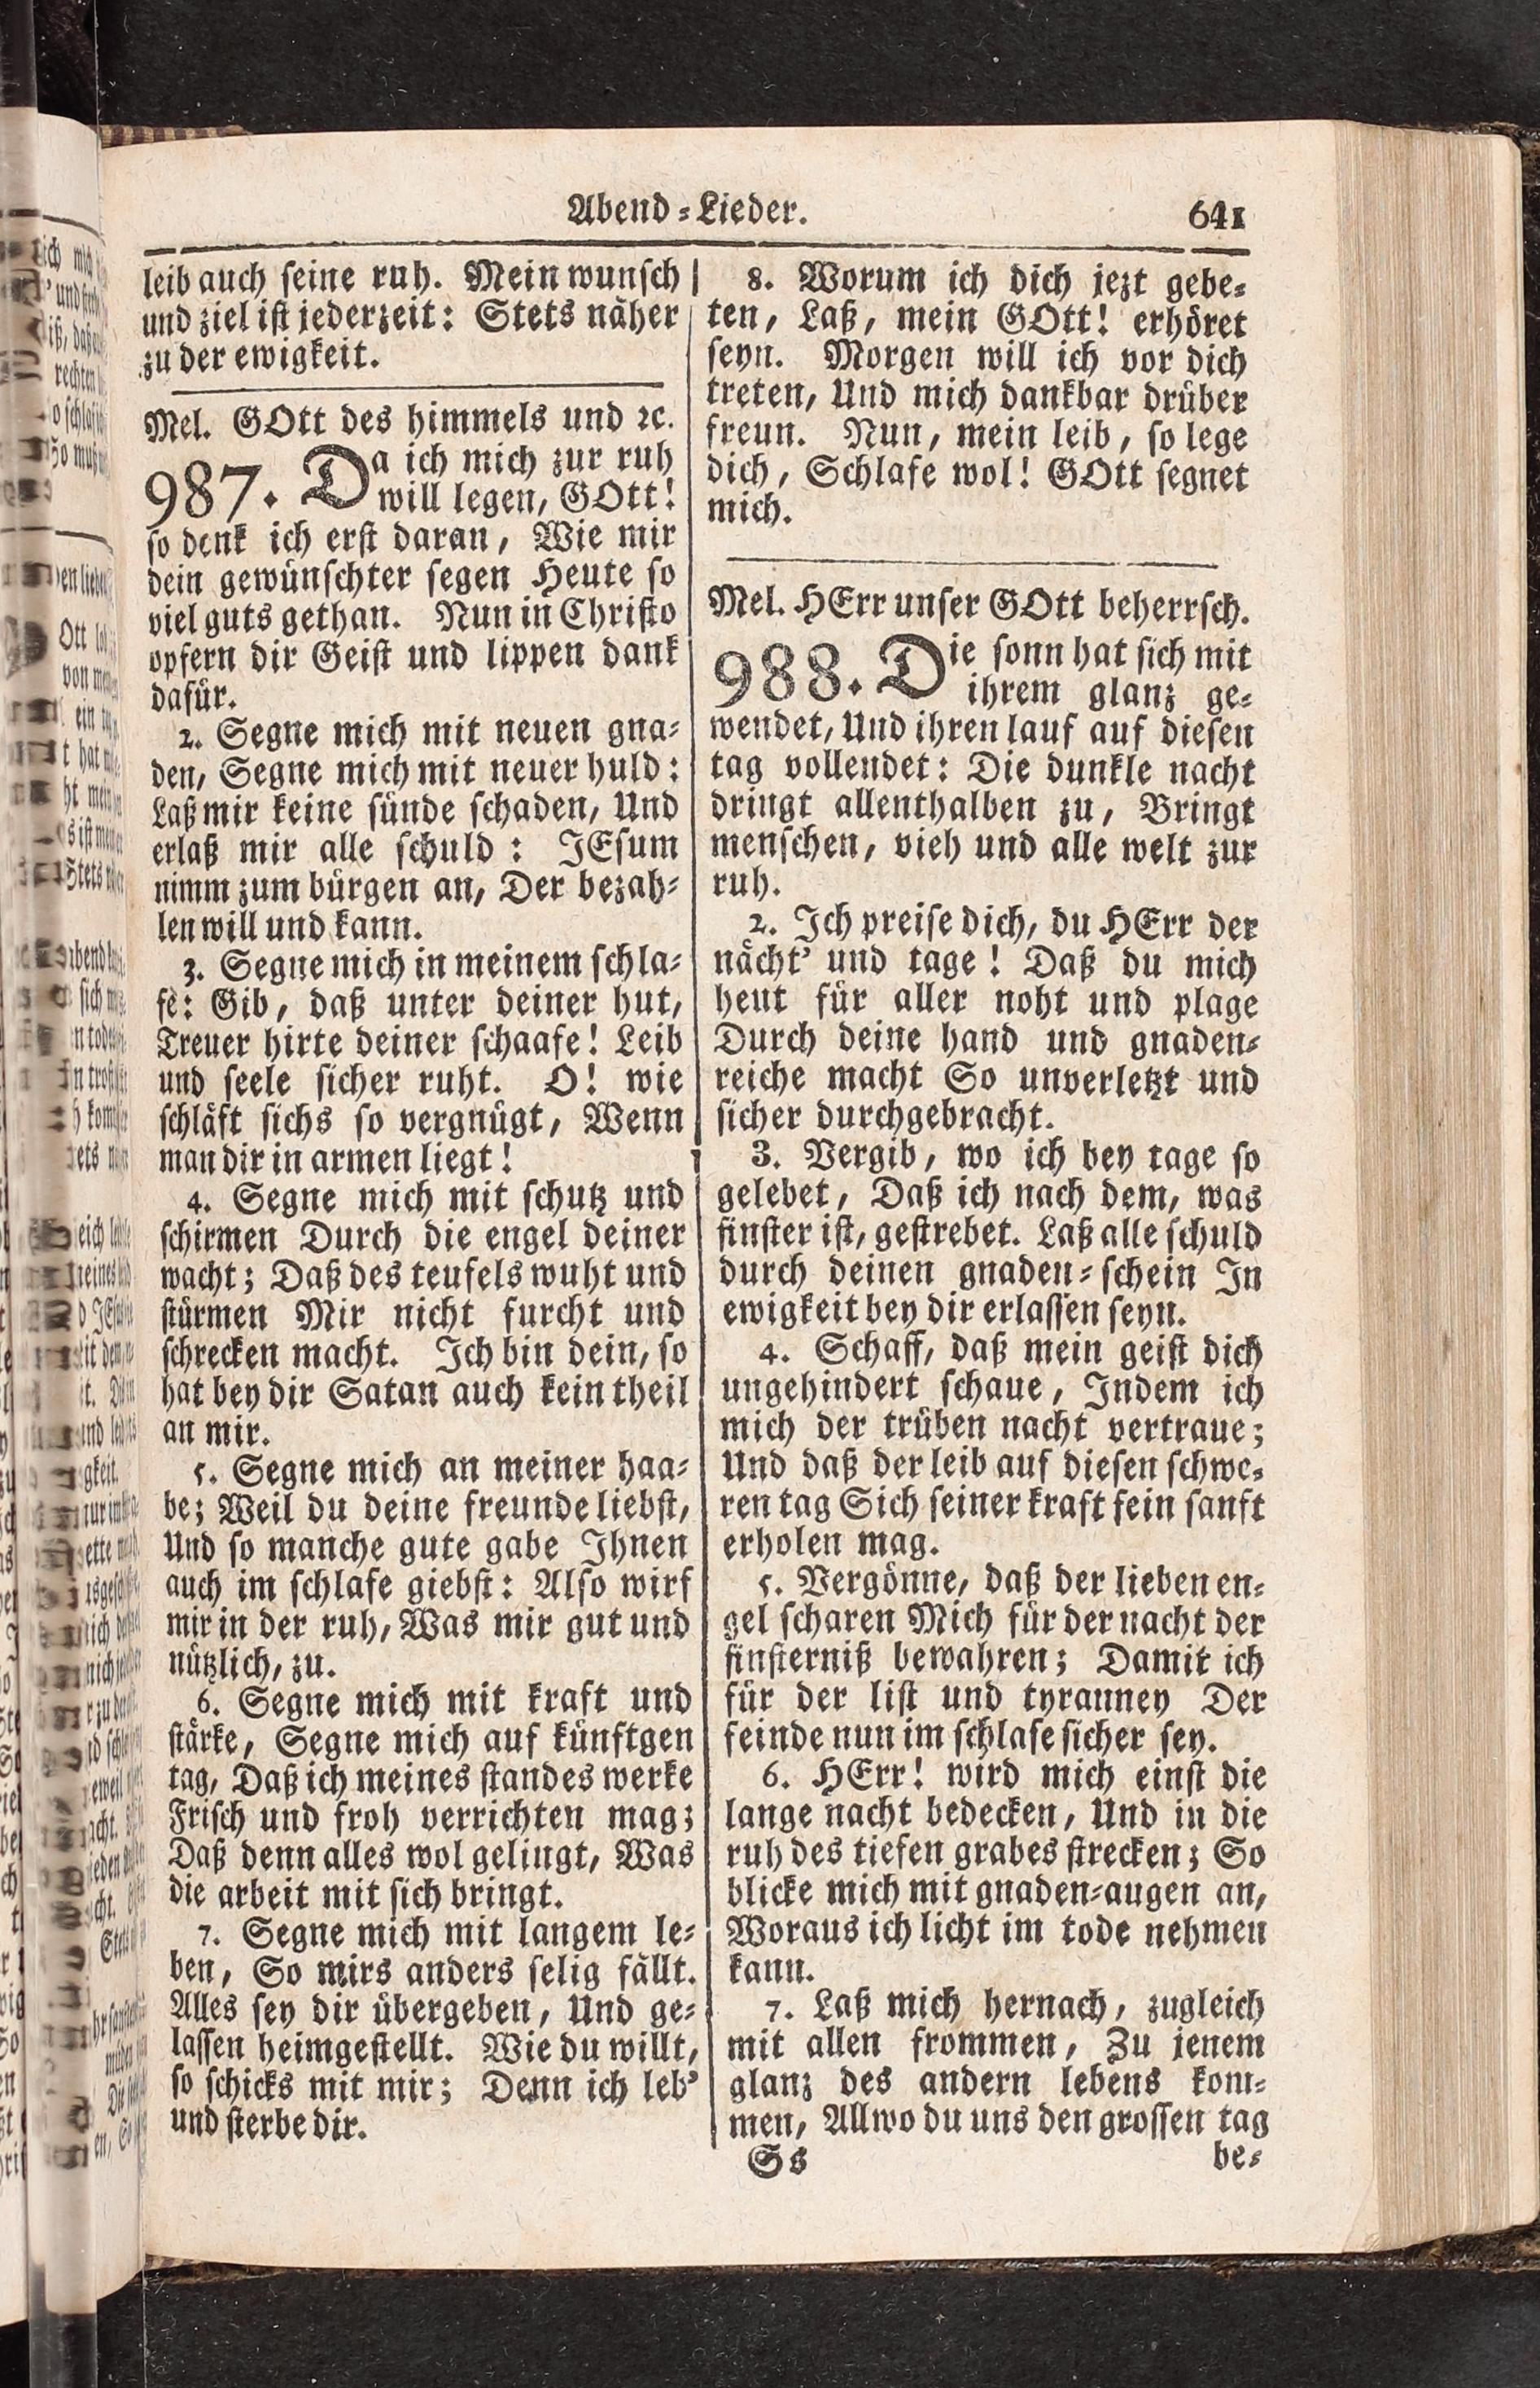 Abend-Lieder. 641
leib auch seine ruh. Mein wunsch
und ziel ist jederzeit: Stets näher
zu der ewigkeit.
Mel. GOtt des himmels und ꝛc.
987. Da ich mich zur ruh
will legen, GOtt!
so denk ich erst daran, Wie mir
dein gewünschter segen Heute so
viel guts gethan. Nun in Christo
opfern dir Geist und lippen dank
dafür.
2. Segne mich mit neuen gna-
den, Segne mich mit neuer huld:
Laß mir keine sünde schaden, Und
erlaß mir alle schuld: JEsum
nimm zum bürgen an, Der bezah-
len will und kann.
3. Segne mich in meinem schla-
fe: Gib, daß unter deiner hut,
Treuer hirte deiner schaafe! Leib
und seele sicher ruht. O! wie
schläft sichs so vergnügt, Wenn
man dir in armen liegt!
4. Segne mich mit schutz und
schirmen Durch die engel deiner
wacht; Daß des teufels wuht und
stürmen Mir nicht furcht und
schrecken macht. Ich bin dein, so
hat bey dir Satan auch kein theil
an mir.
5. Segne mich an meiner haa-
be; Weil du deine freunde liebst,
Und so manche gute gabe Ihnen
auch im schlafe giebst: Also wirf
mir in der ruh, Was mir gut und
nützlich, zu.
6. Segne mich mit kraft und
stärke, Segne mich auf künftgen
tag, Daß ich meines standes werke
Frisch und froh verrichten mag;
Daß denn alles wol gelingt, Was
die arbeit mit sich bringt.
7. Segne mich mit langem le-
ben, So mirs anders selig fällt.
Alles sey dir übergeben, Und ge-
lassen heimgestellt. Wie du willt,
so schicks mit mir; Denn ich leb'
und sterbe dir.
8. Worum ich dich jezt gebe-
ten, Laß, mein GOtt! erhöret
seyn. Morgen will ich vor dich
treten, Und mich dankbar drüber
freun. Nun, mein leib, so lege
dich, Schlafe wol! GOtt segnet
mich.
Mel. HErr unser GOtt beherrsch.
988. Die sonn hat sich mit
ihrem glanz ge-
wendet, Und ihren lauf auf diesen
tag vollendet: Die dunkle nacht
dringt allenthalben zu, Bringt
menschen, vieh und alle welt zur
ruh.
2. Ich preise dich, du HErr der
nächt' und tage! Daß du mich
heut für aller noht und plage
Durch deine hand und gnaden-
reiche macht So unverletzt und
sicher durchgebracht.
3. Vergib, wo ich bey tage so
gelebet, Daß ich nach dem, was
finster ist, gestrebet. Laß alle schuld
durch deinen gnaden-schein In
ewigkeit bey dir erlassen seyn.
4. Schaff, daß mein geist dich
ungehindert schaue, Indem ich
mich der trüben nacht vertraue;
Und daß der leib auf diesen schwe-
ren tag Sich seiner kraft fein sanft
erholen mag.
5. Vergönne, daß der lieben en-
gel scharen Mich für der nacht der
finsterniß bewahren; Damit ich
für der list und tyranney Der
feinde nun im schlafe sicher sey.
6. HErr! wird mich einst die
lange nacht bedecken, Und in die
ruh des tiefen grabes strecken; So
blicke mich mit gnaden-augen an,
Woraus ich licht im tode nehmen
kann.
7. Laß mich hernach, zugleich
mit allen frommen, Zu jenem
glanz des andern lebens kom-
men, Allwo du uns den grossen tag
Ss be-